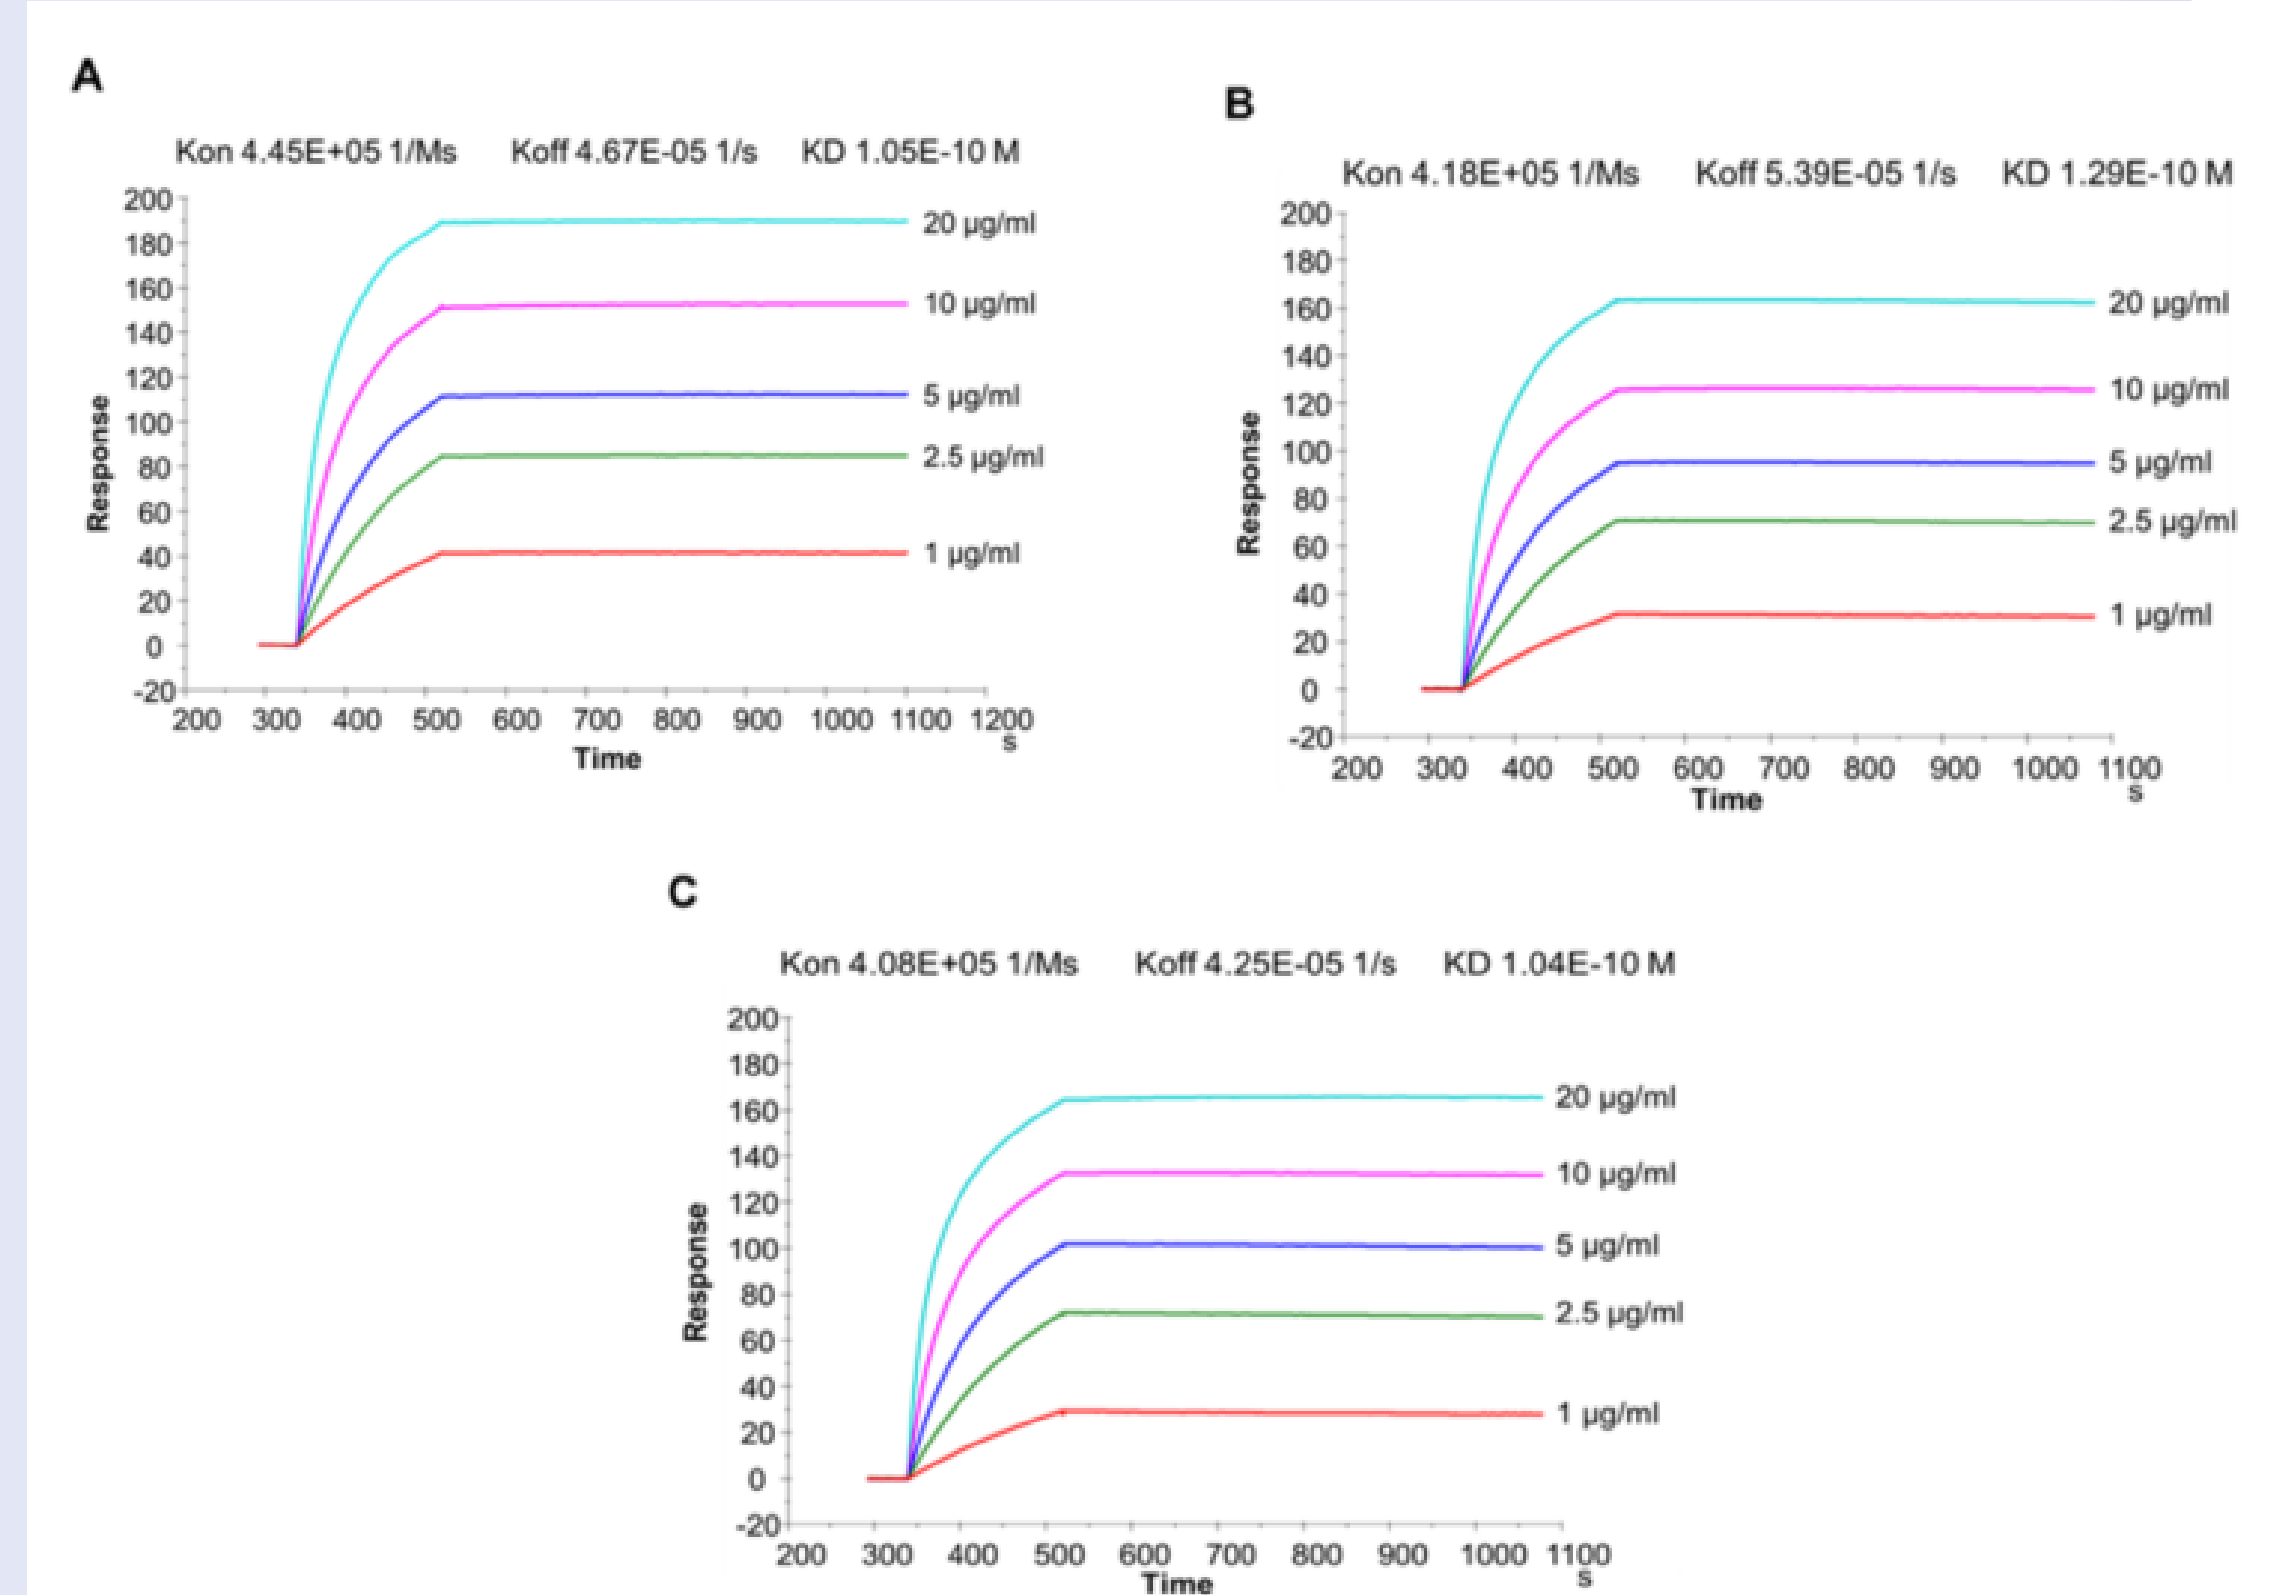 A
Kon 4.45E+05 1/Ms Koff 4.67E-05 1/s KD 1.05E-10 M
200
180
160
140
120
100
80
60
40
20
0
-20
Response
20 µg/ml
10 µg/ml
5 µg/ml
2.5 µg/ml
1 µg/ml
200 300 400 500 600 700 800 900 1000 1100 1200
s
Time
B
Kon 4.18E+05 1/Ms Koff 5.39E-05 1/s KD 1.29E-10 M
200
180
160
140
120
100
80
60
40
20
0
-20
Response
20 µg/ml
10 µg/ml
5 µg/ml
2.5 µg/ml
1 µg/ml
200 300 400 500 600 700 800 900 1000 1100
s
Time
C
Kon 4.08E+05 1/Ms Koff 4.25E-05 1/s KD 1.04E-10 M
200
180
160
140
120
100
80
60
40
20
0
-20
Response
20 µg/ml
10 µg/ml
5 µg/ml
2.5 µg/ml
1 µg/ml
200 300 400 500 600 700 800 900 1000 1100
s
Time